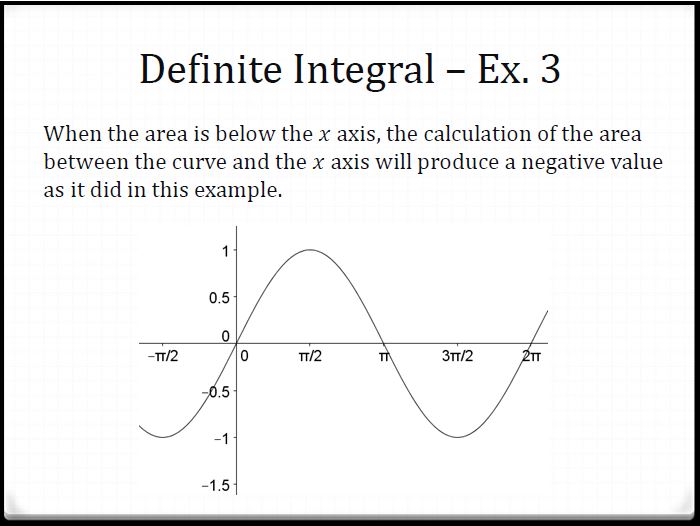 Definite Integral – Ex. 3
When the area is below the x axis, the calculation of the area
between the curve and the x axis will produce a negative value
as it did in this example.
1
0.5
0
−π/2 0 π/2 π 3π/2 2π
−0.5
−1
−1.5